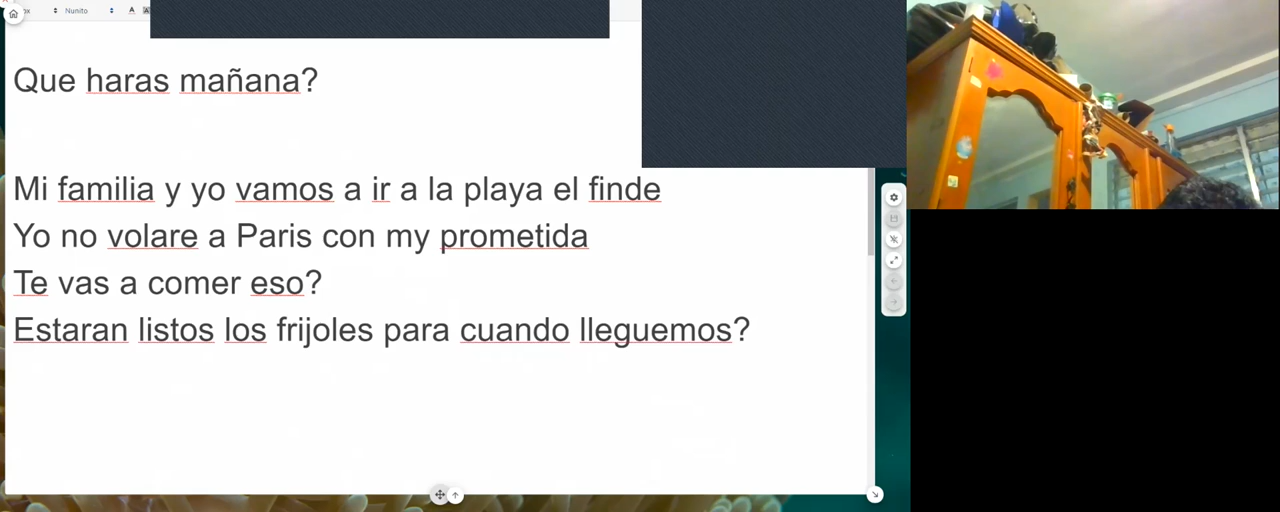 Nunito
Que haras mañana?
Mi familia y yo vamos a ir a la playa el finde
Yo no volare a Paris con my prometida
Te vas a comer eso?
Estaran listos los frijoles para cuando lleguemos?